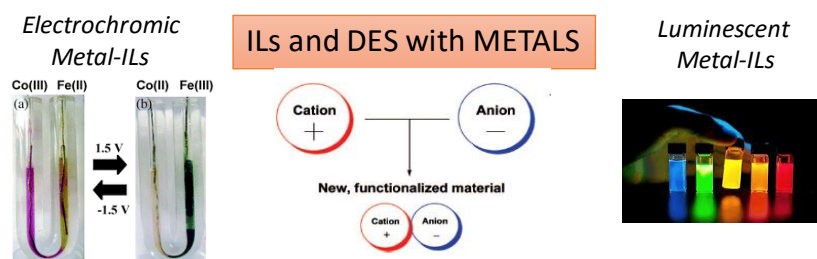 Electrochromic
Metal-ILs
Co(III) Fe(II)
Co(II) Fe(III)
(a)
(b)
1.5 V
-1.5 V
ILs and DES with METALS
Cation
+
Anion
—
New, functionalized material
Cation
+
Anion
–
Luminescent
Metal-ILs